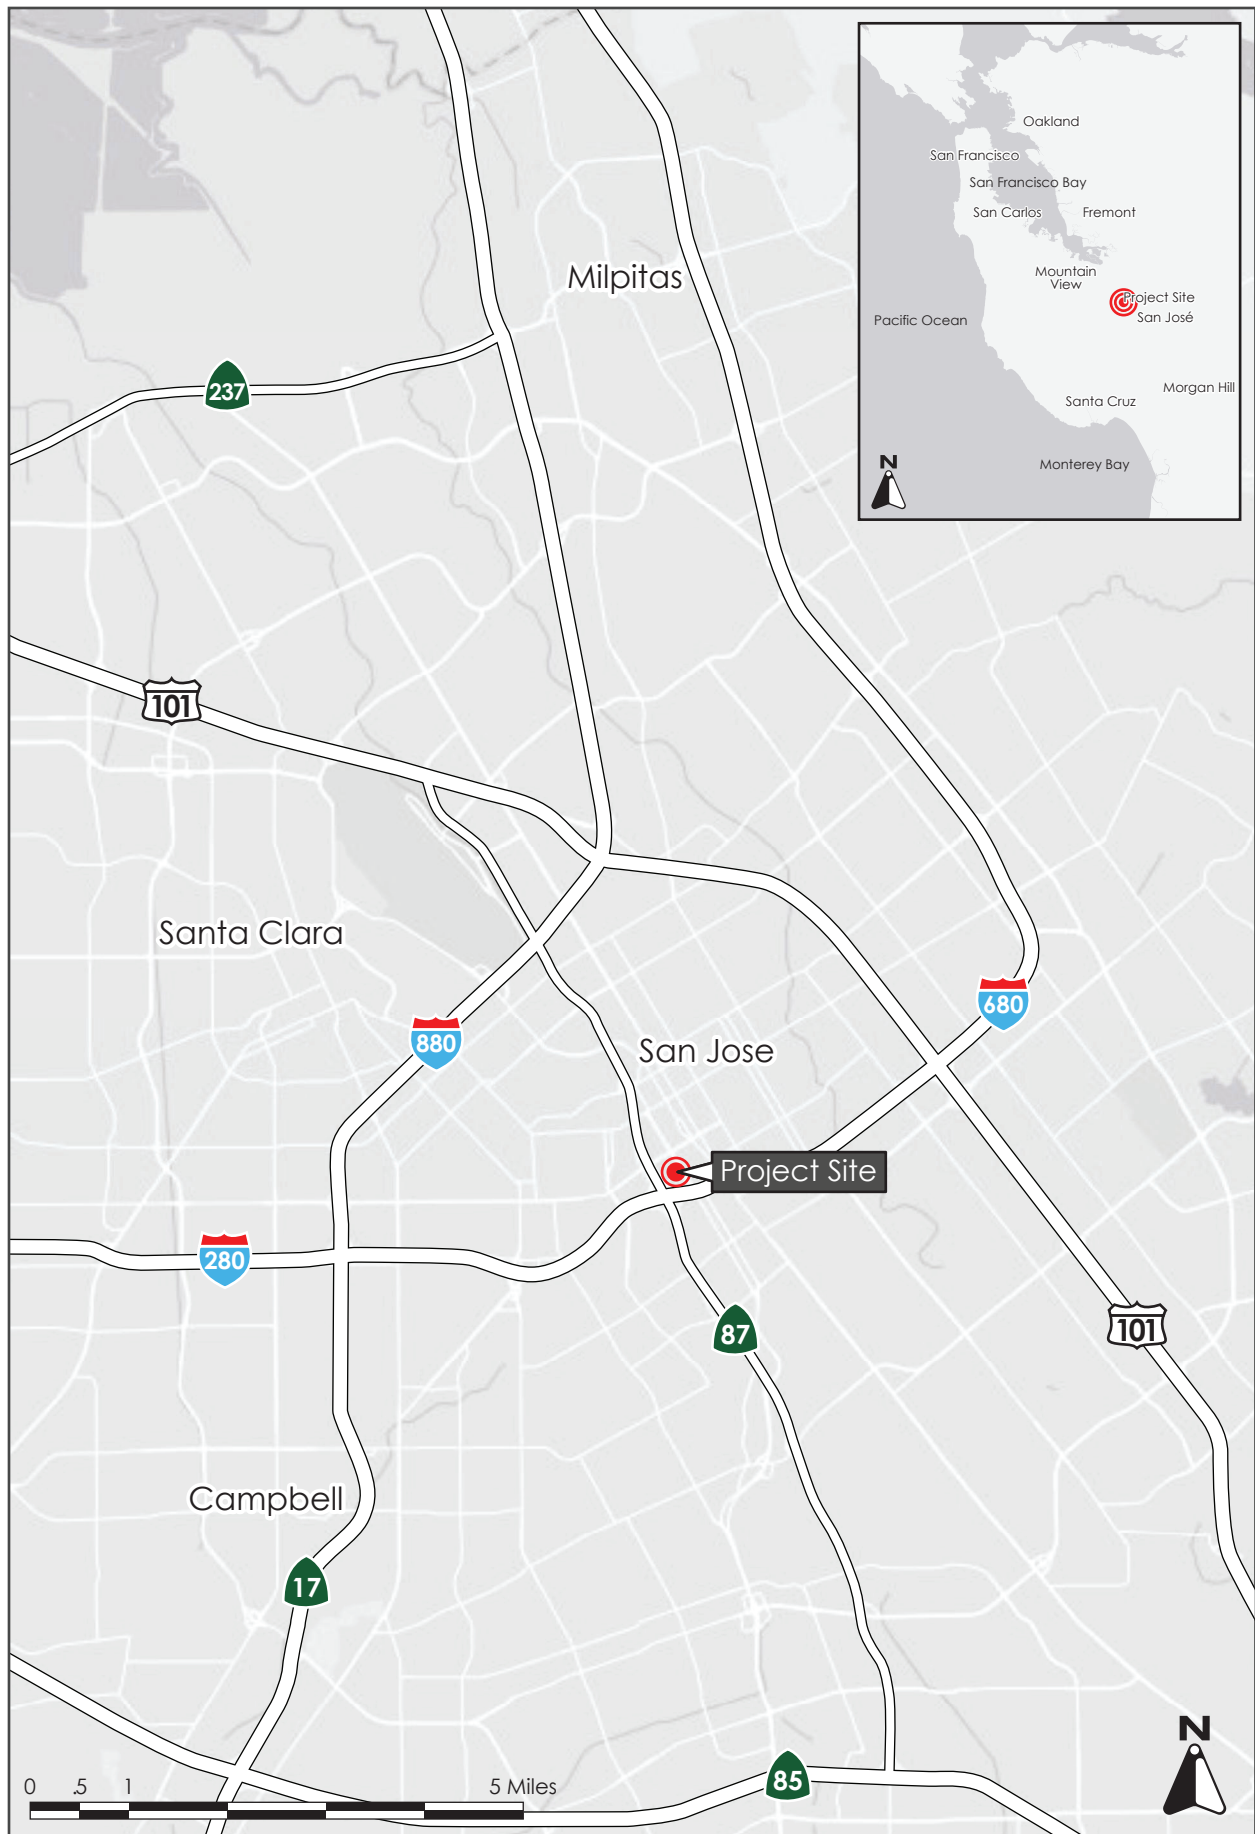 Oakland
San Francisco
San Francisco Bay
San Carlos
Fremont
Mountain
View
Project Site
San José
Pacific Ocean
Morgan Hill
Santa Cruz
Monterey Bay
N
Milpitas
237
101
Santa Clara
680
880
San Jose
Project Site
280
87
101
Campbell
17
N
85
0 .5 1 5 Miles